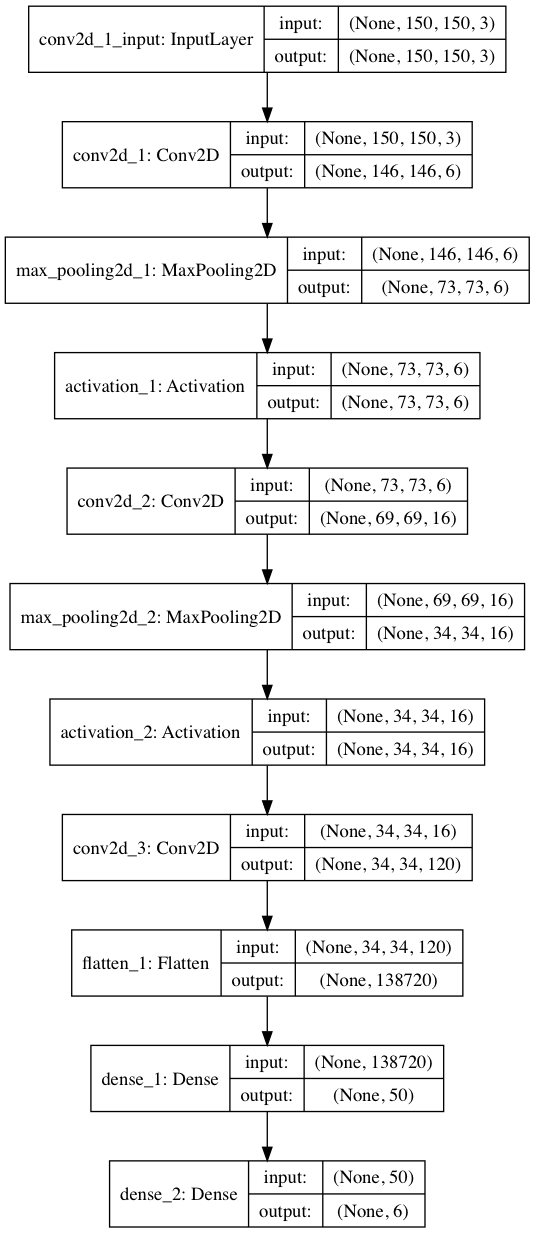 conv2d_1_input: InputLayer
input: (None, 150, 150, 3)
output: (None, 150, 150, 3)
conv2d_1: Conv2D
input: (None, 150, 150, 3)
output: (None, 146, 146, 6)
max_pooling2d_1: MaxPooling2D
input: (None, 146, 146, 6)
output: (None, 73, 73, 6)
activation_1: Activation
input: (None, 73, 73, 6)
output: (None, 73, 73, 6)
conv2d_2: Conv2D
input: (None, 73, 73, 6)
output: (None, 69, 69, 16)
max_pooling2d_2: MaxPooling2D
input: (None, 69, 69, 16)
output: (None, 34, 34, 16)
activation_2: Activation
input: (None, 34, 34, 16)
output: (None, 34, 34, 16)
conv2d_3: Conv2D
input: (None, 34, 34, 16)
output: (None, 34, 34, 120)
flatten_1: Flatten
input: (None, 34, 34, 120)
output: (None, 138720)
dense_1: Dense
input: (None, 138720)
output: (None, 50)
dense_2: Dense
input: (None, 50)
output: (None, 6)